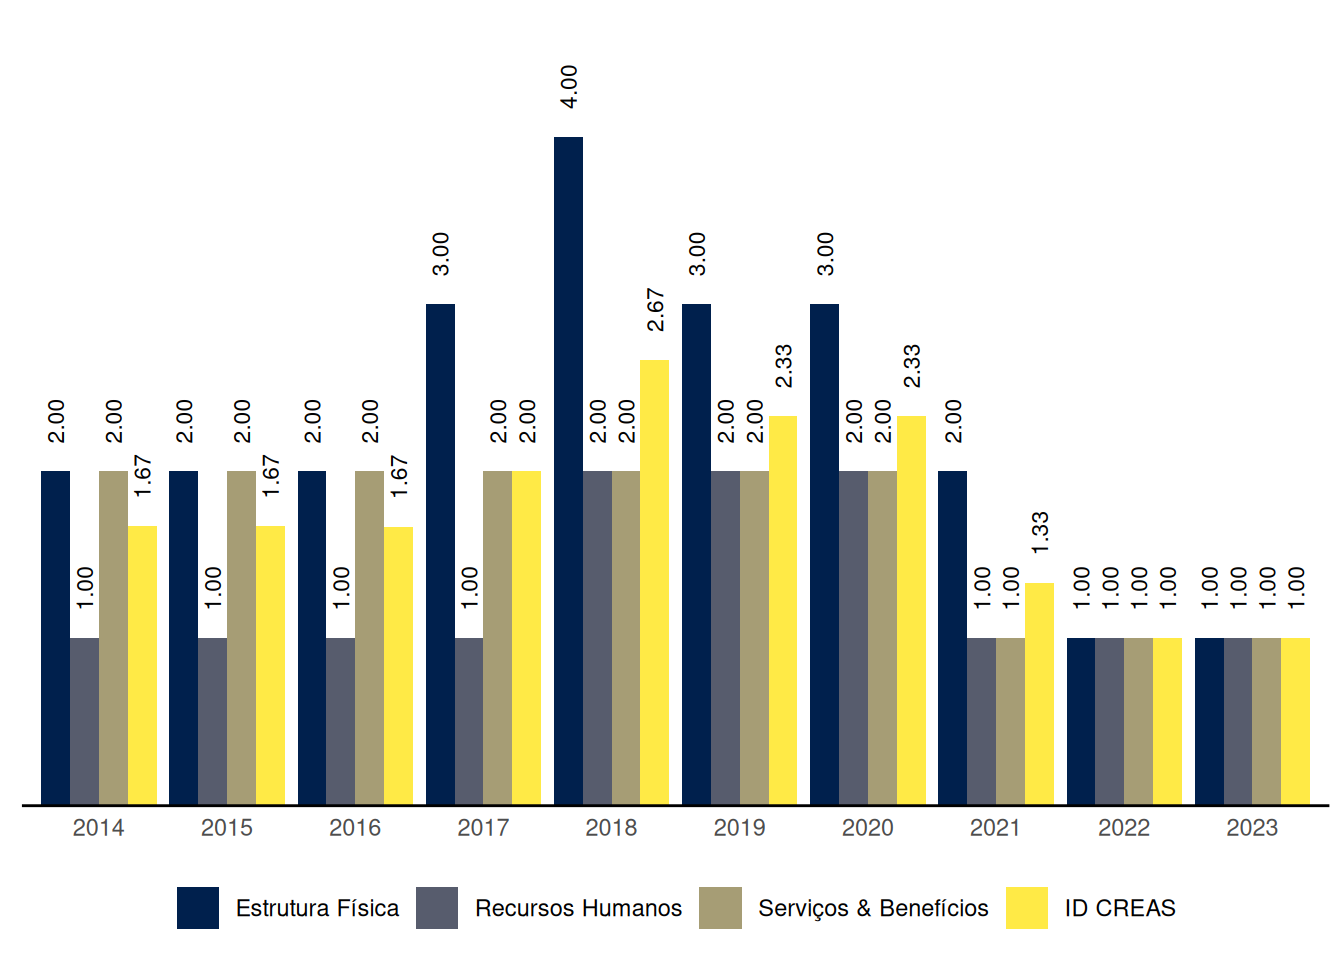 4.00
3.00 3.00 3.00
2.67
2.33 2.33
2.00 2.00 2.00 2.00 2.00 2.00 2.00 2.00 2.00 2.00 2.00 2.00 2.00 2.00 2.00
1.67 1.67 1.67
1.33
1.00 1.00 1.00 1.00 1.00 1.00 1.00 1.00 1.00 1.00 1.00 1.00 1.00 1.00
2014 2015 2016 2017 2018 2019 2020 2021 2022 2023
Estrutura Física Recursos Humanos Serviços & Benefícios ID CREAS